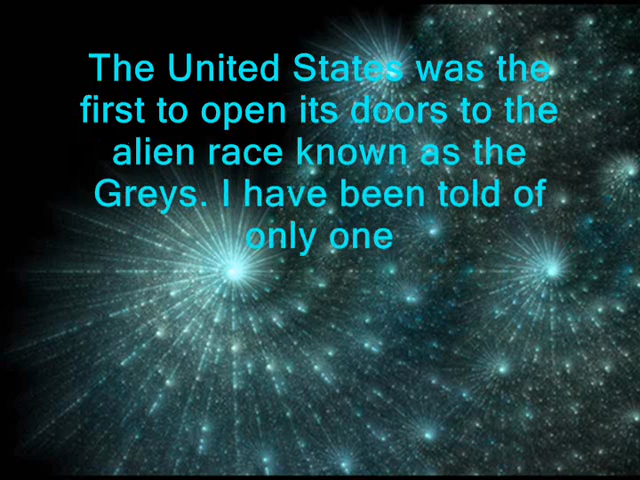 The United States was the
first to open its doors to the
alien race known as the
Greys. I have been told of
only one